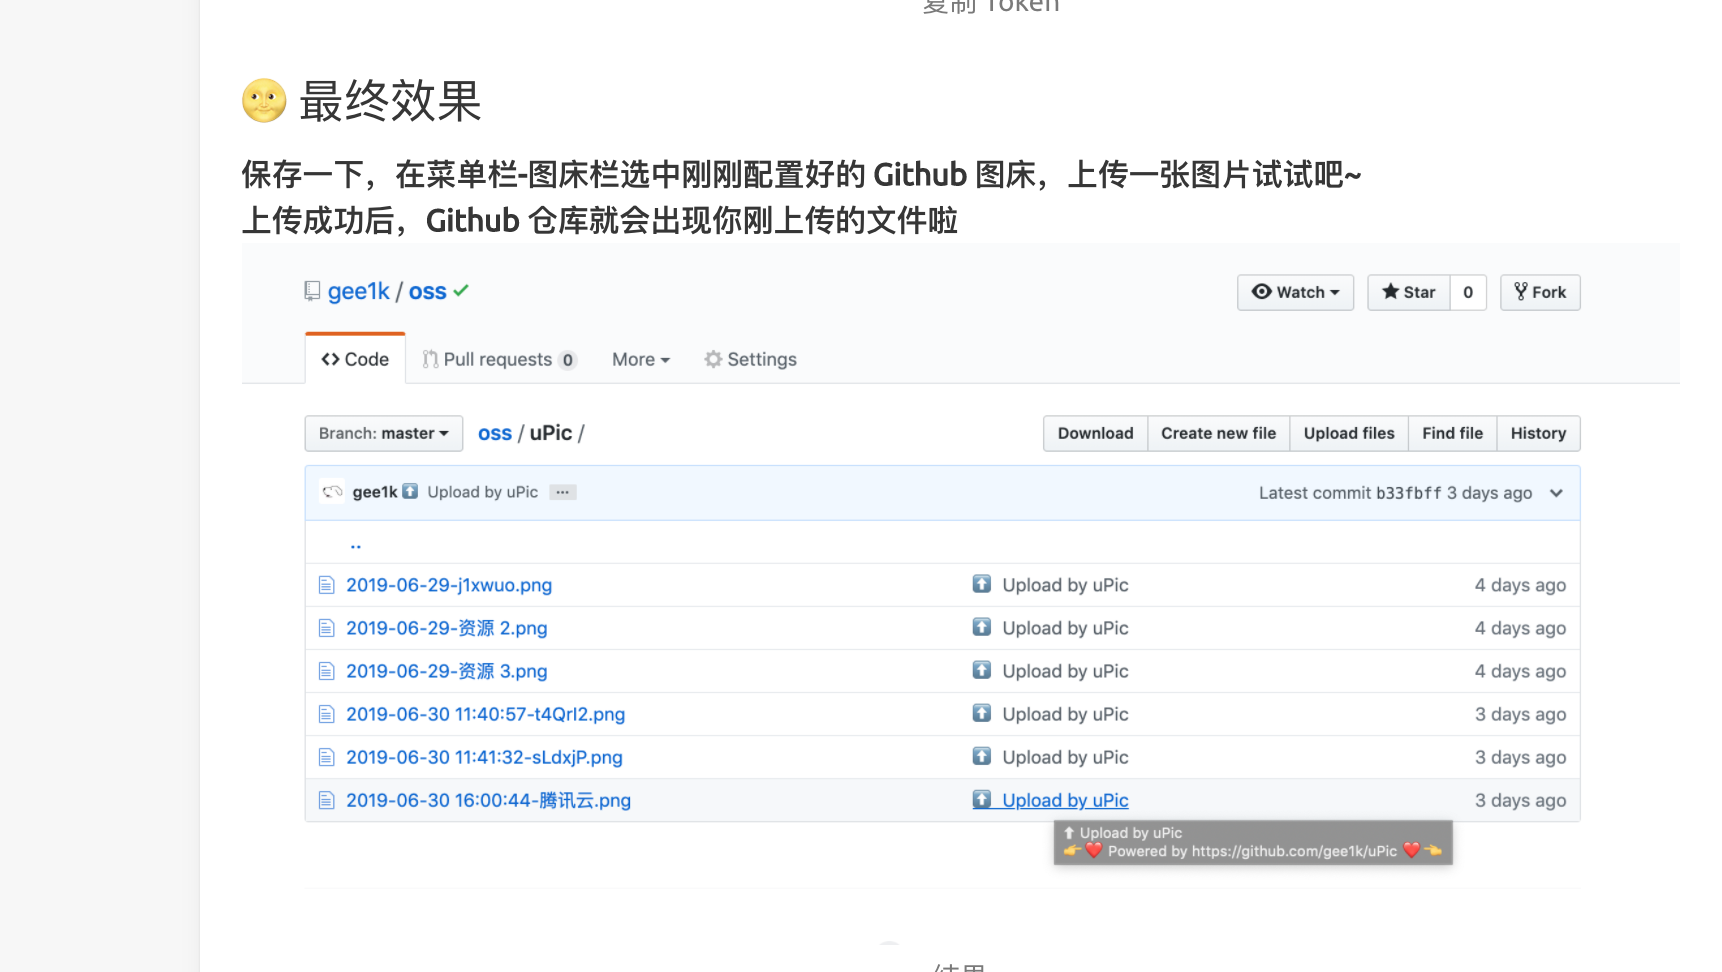 复制 Token
🌝 最终效果
保存一下，在菜单栏-图床栏选中刚刚配置好的 Github 图床，上传一张图片试试吧~
上传成功后，Github 仓库就会出现你刚上传的文件啦
gee1k / oss
Watch
Star 0
Fork
Code
Pull requests 0
More
Settings
Branch: master
oss / uPic /
Download
Create new file
Upload files
Find file
History
gee1k ⬆️ Upload by uPic ...
Latest commit b33fbff 3 days ago
..
2019-06-29-j1xwuo.png ⬆️ Upload by uPic 4 days ago
2019-06-29-资源 2.png ⬆️ Upload by uPic 4 days ago
2019-06-29-资源 3.png ⬆️ Upload by uPic 4 days ago
2019-06-30 11:40:57-t4QrI2.png ⬆️ Upload by uPic 3 days ago
2019-06-30 11:41:32-sLdxjP.png ⬆️ Upload by uPic 3 days ago
2019-06-30 16:00:44-腾讯云.png ⬆️ Upload by uPic 3 days ago
⬆ Upload by uPic
👉❤️ Powered by https://github.com/gee1k/uPic ❤️👈
结果